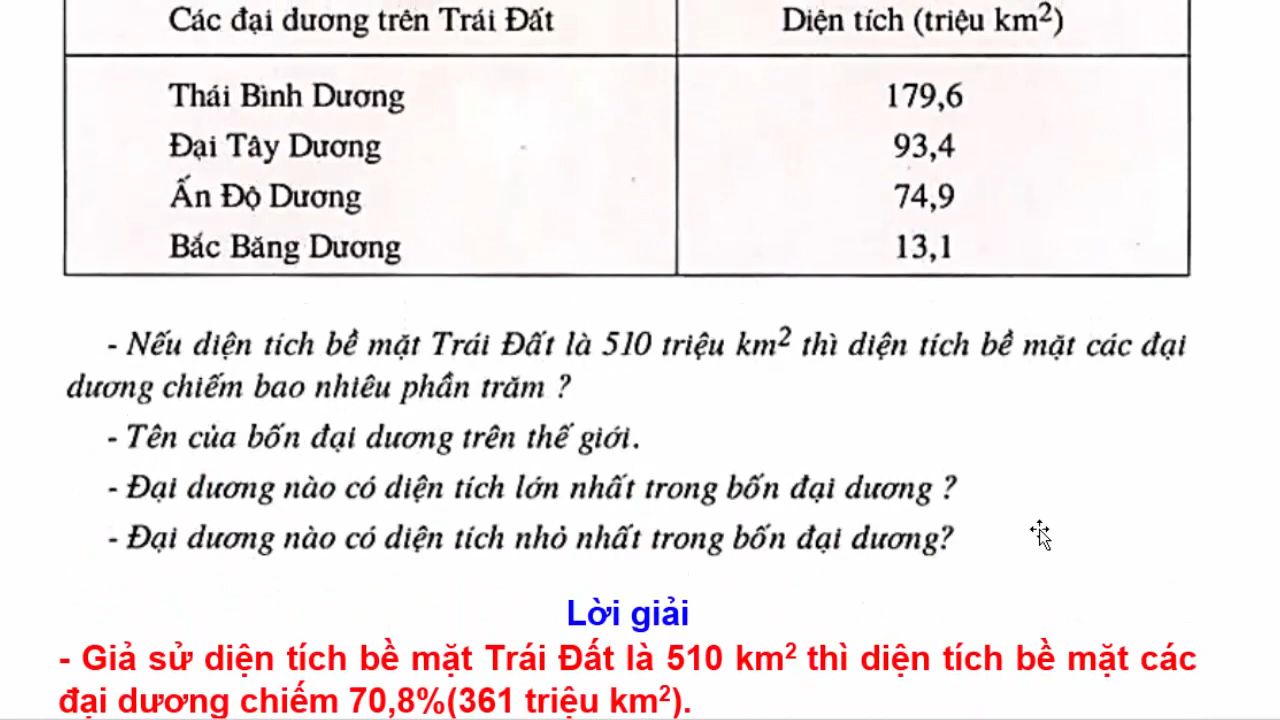 Các đại dương trên Trái Đất Diện tích (triệu km²)
Thái Bình Dương 179,6
Đại Tây Dương 93,4
Ấn Độ Dương 74,9
Bắc Băng Dương 13,1
- Nếu diện tích bề mặt Trái Đất là 510 triệu km² thì diện tích bề mặt các đại
dương chiếm bao nhiêu phần trăm ?
- Tên của bốn đại dương trên thế giới.
- Đại dương nào có diện tích lớn nhất trong bốn đại dương ?
- Đại dương nào có diện tích nhỏ nhất trong bốn đại dương?
Lời giải
- Giả sử diện tích bề mặt Trái Đất là 510 km² thì diện tích bề mặt các
đại dương chiếm 70,8%(361 triệu km²).